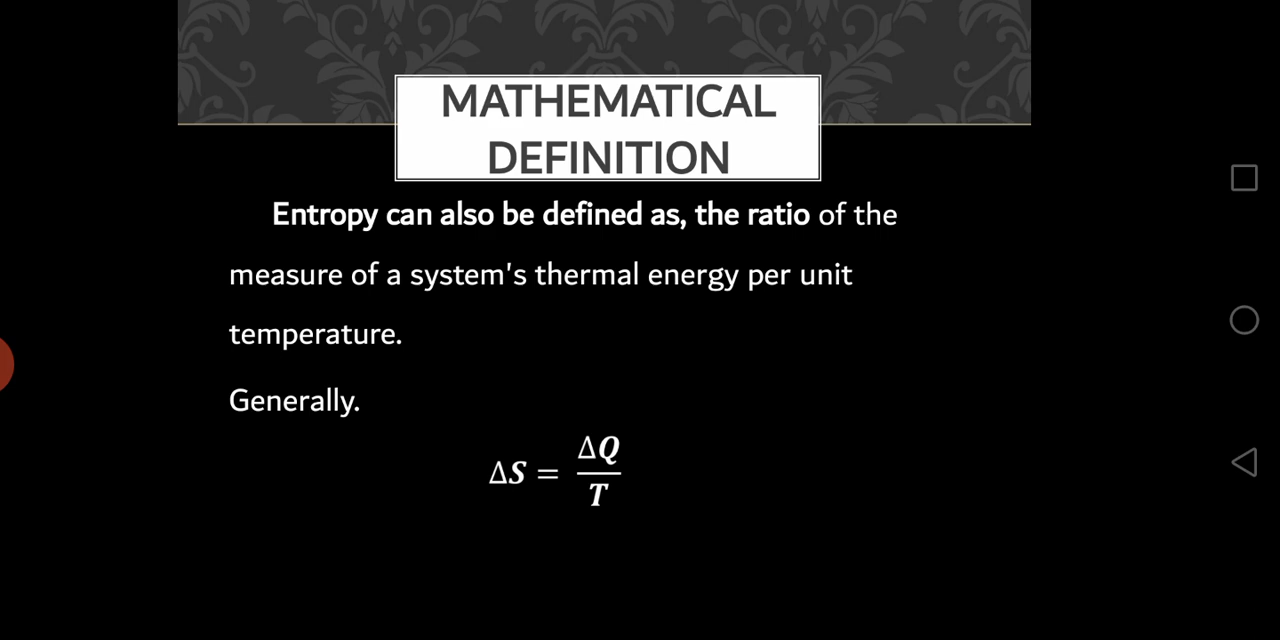 MATHEMATICAL
DEFINITION
Entropy can also be defined as, the ratio of the
measure of a system's thermal energy per unit
temperature.
Generally.
ΔS = ΔQ/T